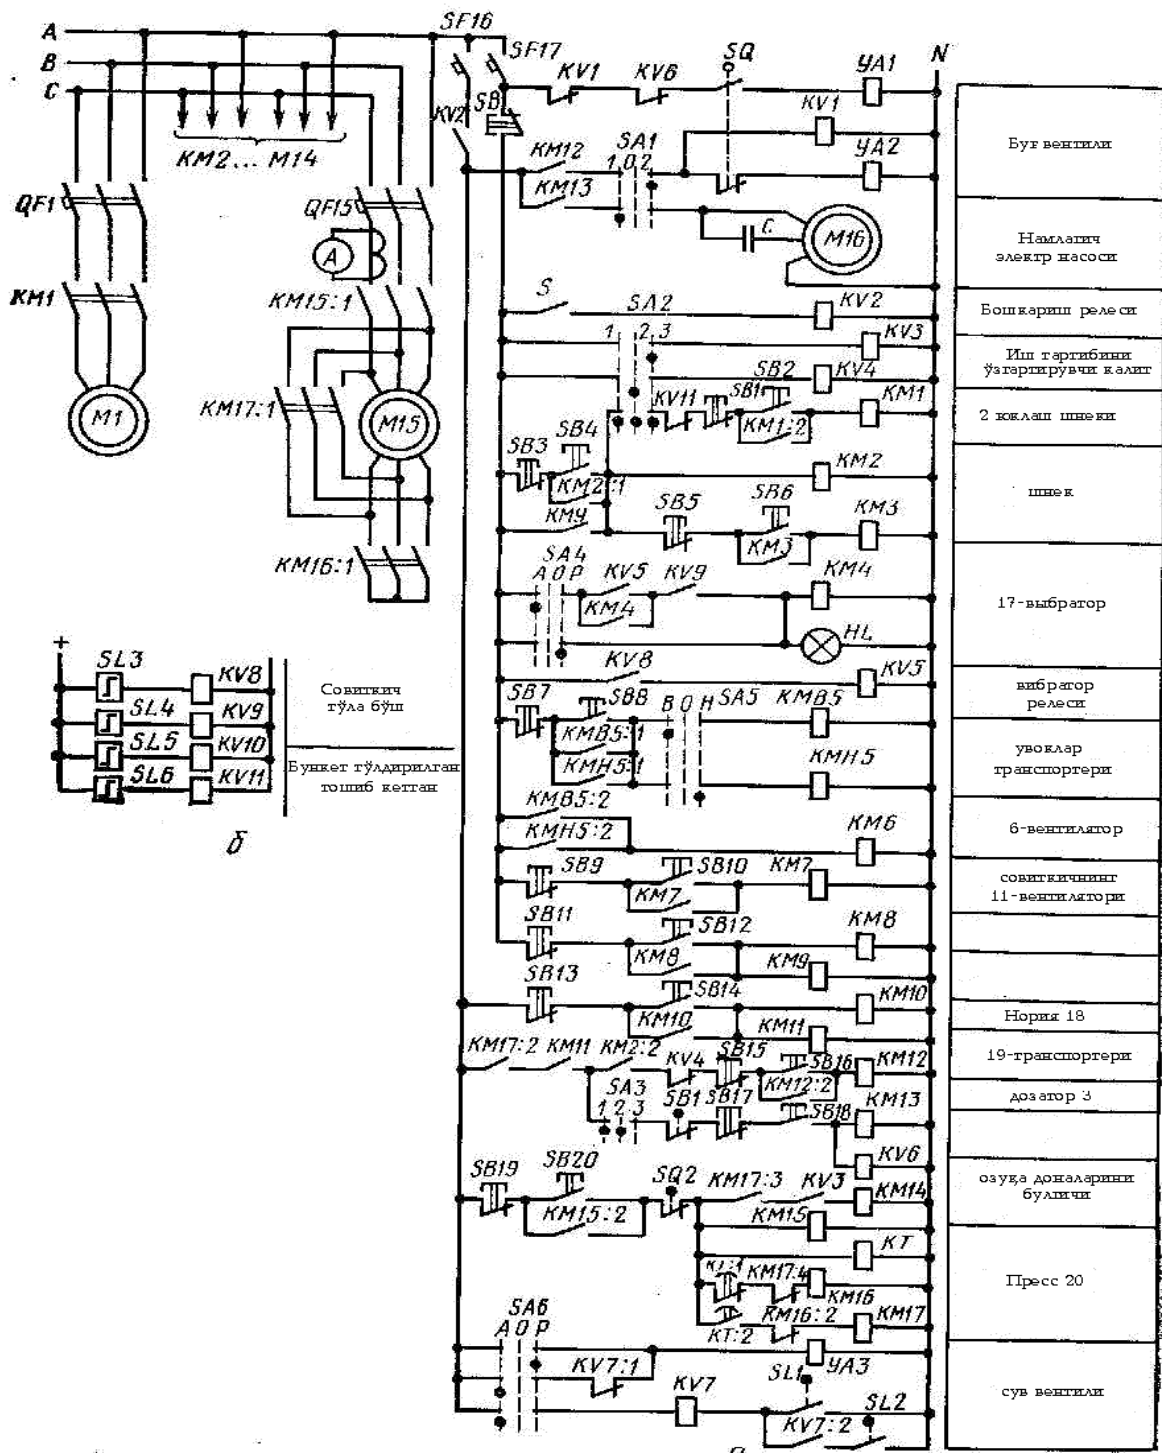 A
B
C
SF16
SF17
KV1
KV6
SQ
YA1
N
SB
KV2
KV1
KM2... M14
KM12
SA1
1 0 2
YA2
Буғ вентили
KM13
QF1
QF15
C
M16
Намлагич
электр насоси
A
KM1
KM15:1
S
SA2
KV2
Бошкариш релеси
1 2 3
KV3
Иш тартибини
ўзгартирувчи калит
SB2
KV4
KM17:1
M1
M15
KV11
SB1
KM1
KM1:2
2 юклаш шнеки
SB3
SB4
KM2
KM2:1
шнек
KM9
SB5
SB6
KM3
KM3
KM16:1
SA4
A O P
KV5
KV9
KM4
KM4
17-выбратор
HL
+
SL3
KV8
SL4
KV9
SL5
KV10
SL6
KV11
Совиткич
тўла бўш
Бункет тўлдирилган
тошиб кетган
б
KV8
KV5
вибратор
релеси
SB7
SB8
SA5
B O H
KMB5
KMB5:1
KMH5:1
KMH5
увоклар
транспортери
KMB5:2
KMH5:2
KM6
6-вентилятор
SB9
SB10
KM7
KM7
совиткичнинг
11-вентилятори
SB11
SB12
KM8
KM8
KM9
SB13
SB14
KM10
KM10
KM11
Нория 18
KM17:2
KM11
KM2:2
KV4
SB15
SB16
KM12
KM12:2
19-транспортери
SA3
1 2 3
SB1
SB17
SB18
KM13
дозатор 3
KV6
SB19
SB20
SQ2
KM17:3
KV3
KM14
KM15:2
озуқа доналарини
булгичи
KM15
KT
KT:1
KM17:4
KM16
Пресс 20
KT:2
KM16:2
KM17
SA6
A O P
KV7:1
YA3
KV7
SL1
SL2
KV7:2
сув вентили